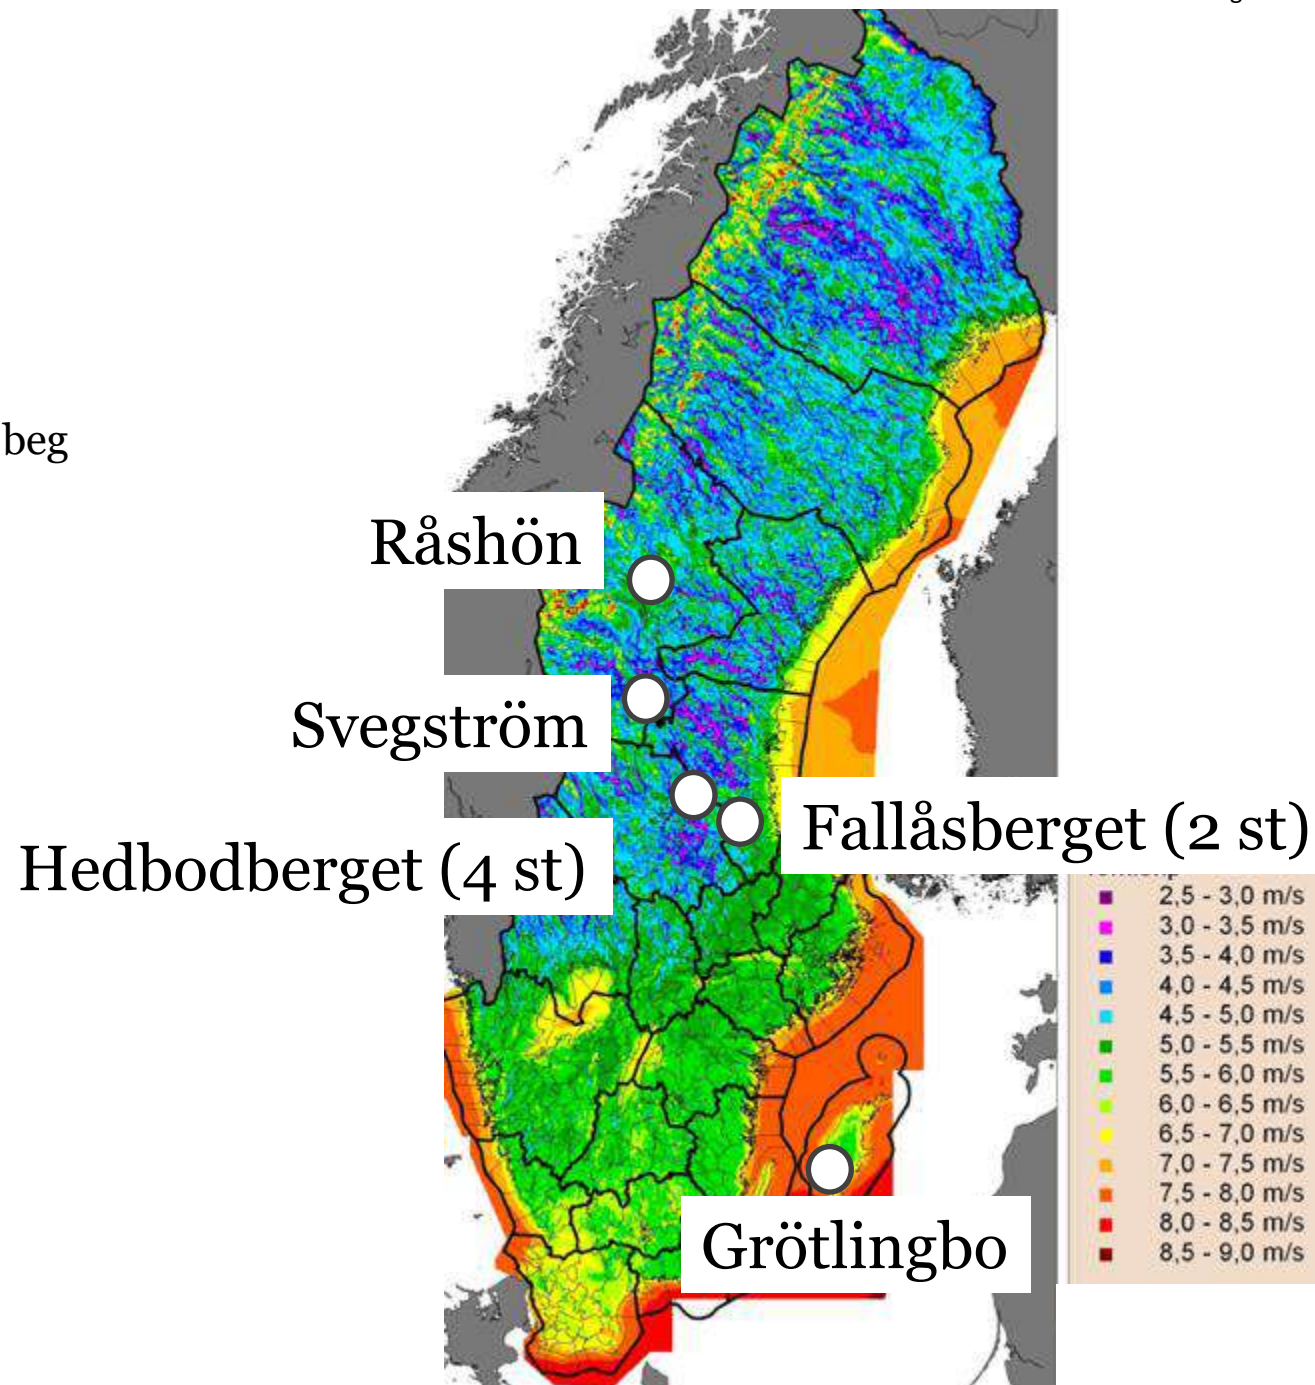 beg
Råshön
Svegström
Fallåsberget (2 st)
Hedbodberget (4 st)
2,5 - 3,0 m/s
3,0 - 3,5 m/s
3,5 - 4,0 m/s
4,0 - 4,5 m/s
4,5 - 5,0 m/s
5,0 - 5,5 m/s
5,5 - 6,0 m/s
6,0 - 6,5 m/s
6,5 - 7,0 m/s
7,0 - 7,5 m/s
7,5 - 8,0 m/s
8,0 - 8,5 m/s
8,5 - 9,0 m/s
Grötlingbo